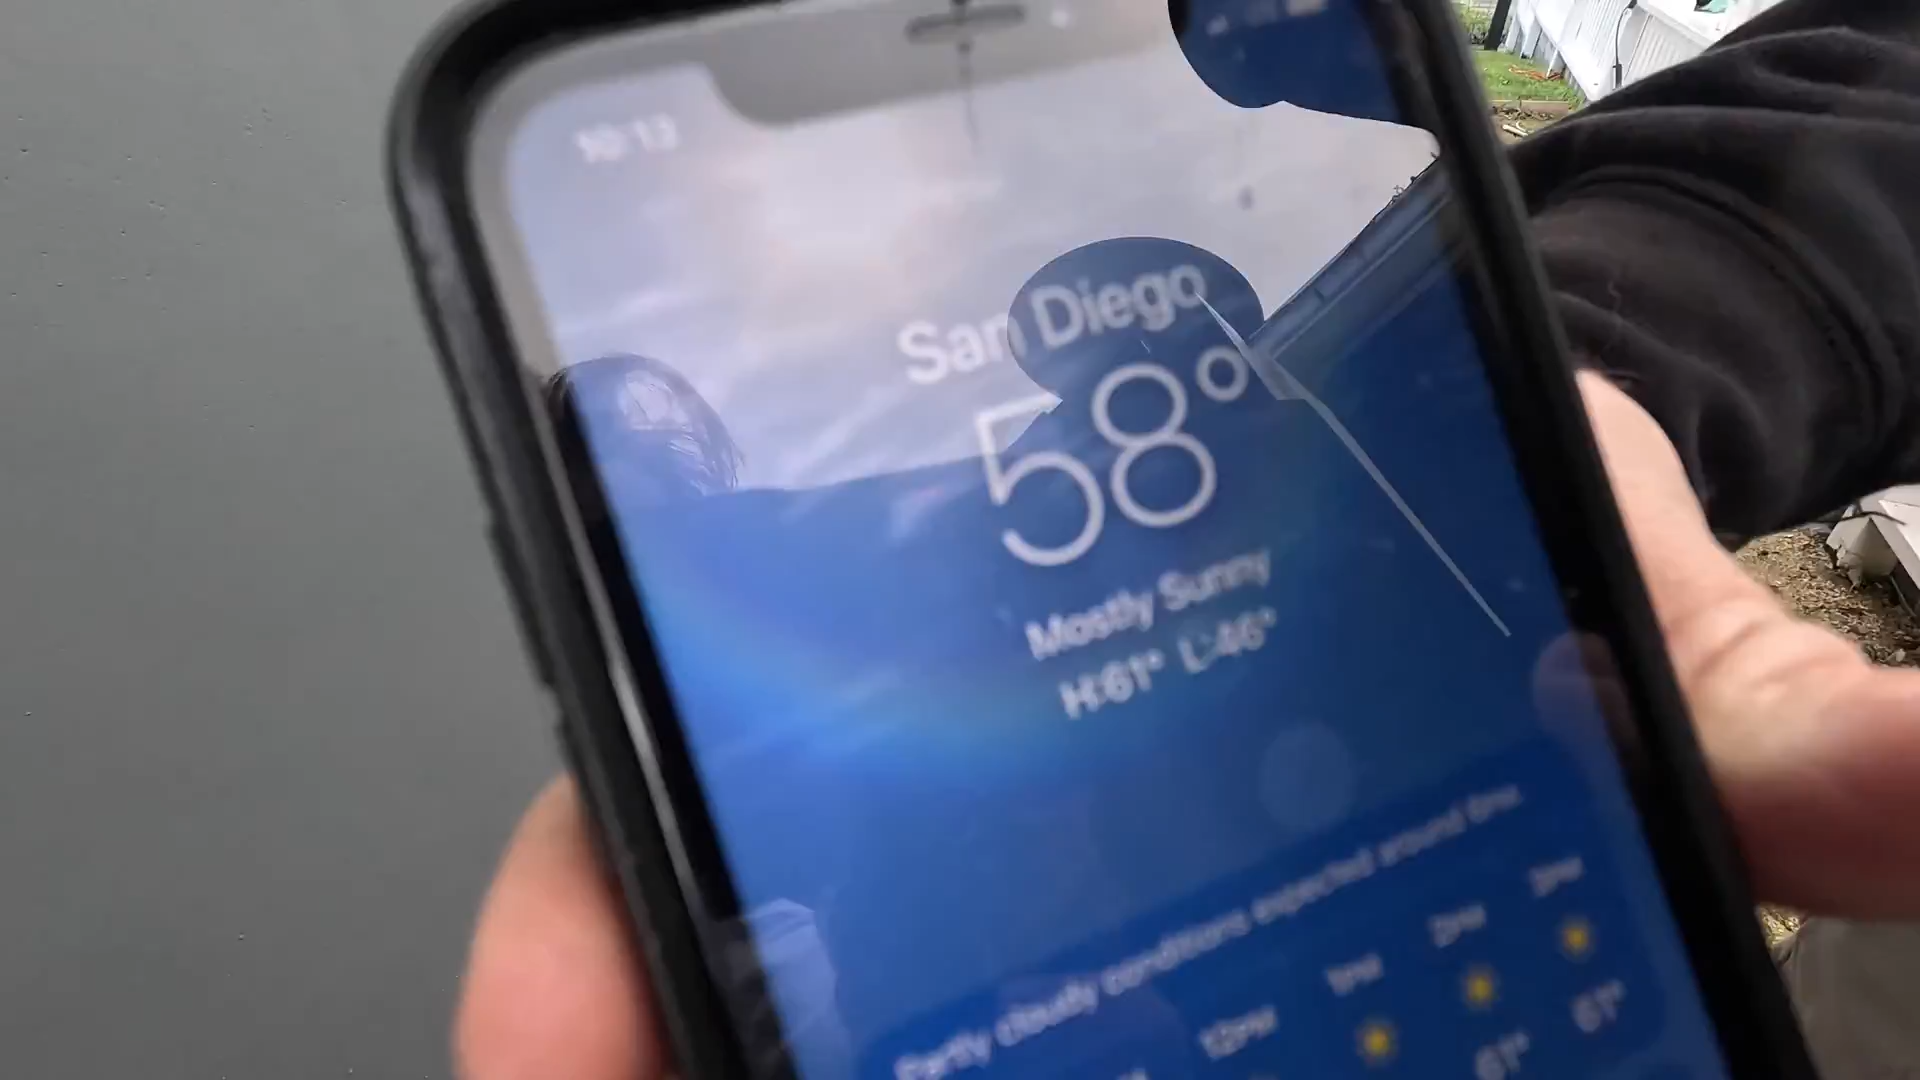 10:13
San Diego
58°
Mostly Sunny
H:61° L:46°
Partly cloudy conditions expected around
12PM 1PM 2PM 3PM
61° 61°